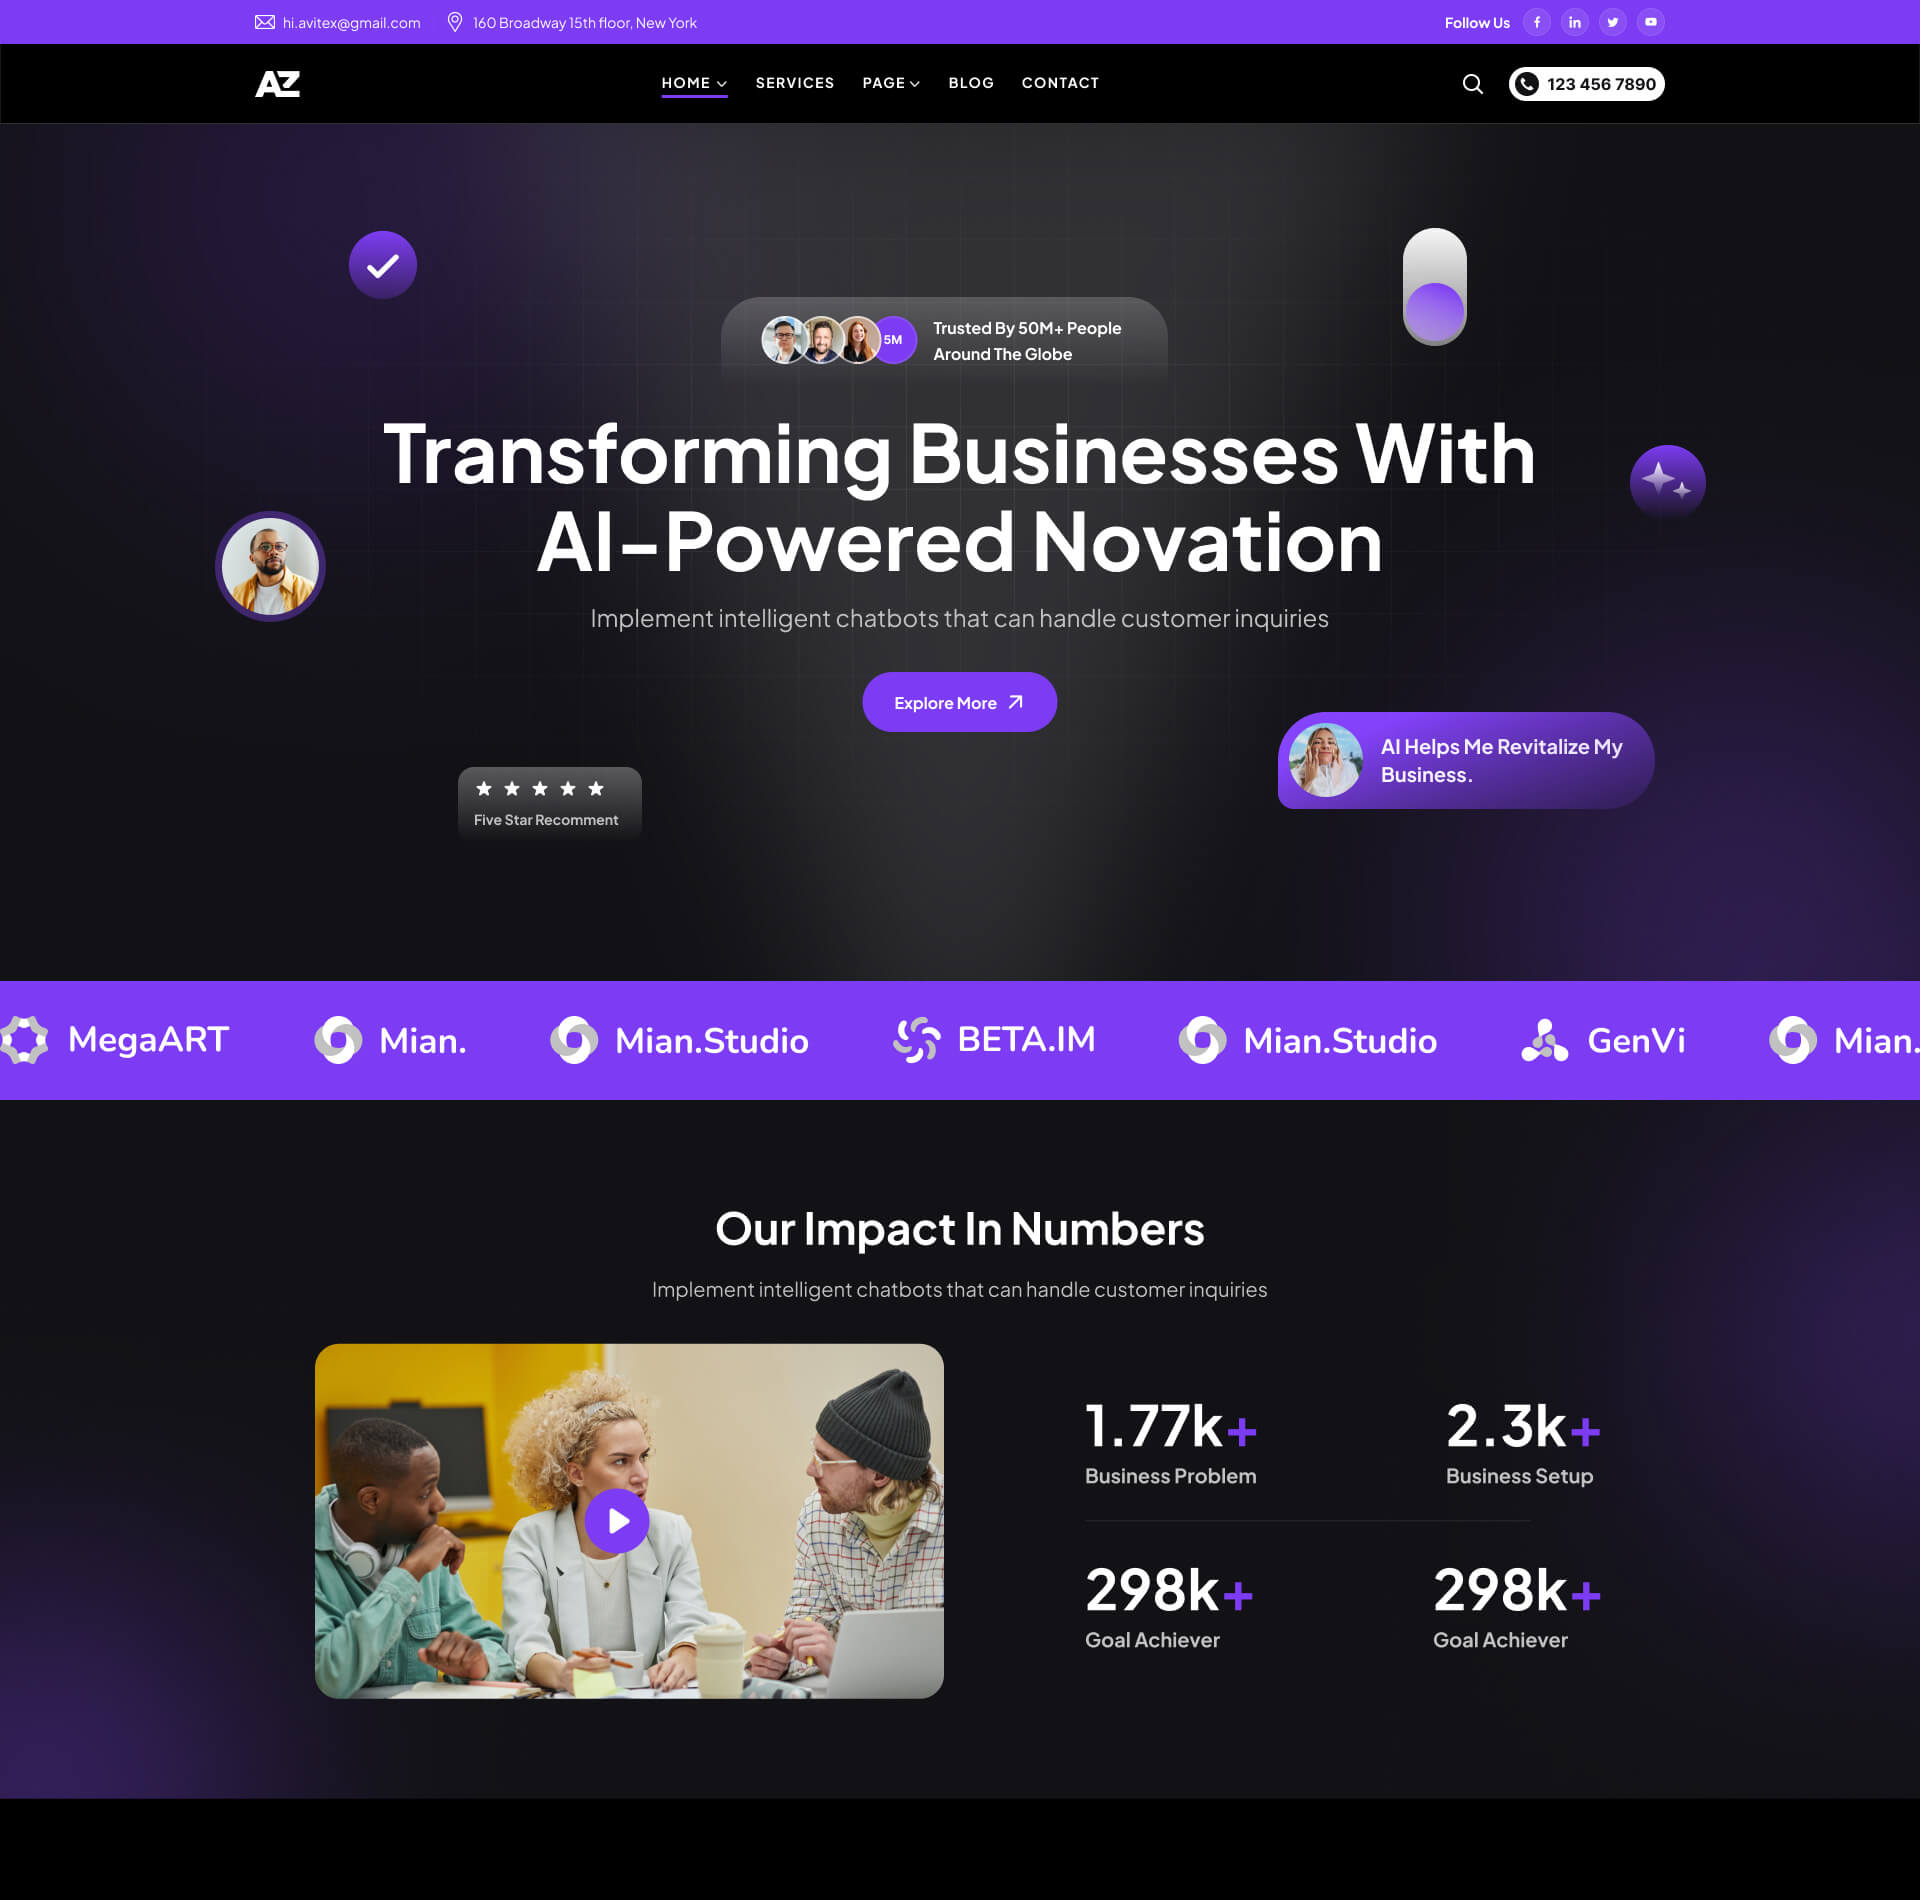 hi.avitex@gmail.com
160 Broadway 15th floor, New York
Follow Us
AZ
HOME
SERVICES
PAGE
BLOG
CONTACT
123 456 7890
5M
Trusted By 50M+ People
Around The Globe
Transforming Businesses With
AI-Powered Novation
Implement intelligent chatbots that can handle customer inquiries
Explore More
AI Helps Me Revitalize My
Business.
Five Star Recomment
MegaART
Mian.
Mian.Studio
BETA.IM
Mian.Studio
GenVi
Mian.
Our Impact In Numbers
Implement intelligent chatbots that can handle customer inquiries
1.77k+
Business Problem
2.3k+
Business Setup
298k+
Goal Achiever
298k+
Goal Achiever